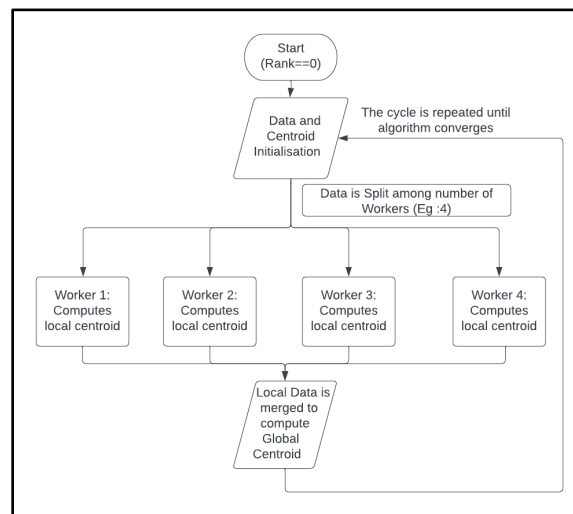 Start
(Rank==0)
Data and
Centroid
Initialisation
The cycle is repeated until
algorithm converges
Data is Split among number of
Workers (Eg :4)
Worker 1:
Computes
local centroid
Worker 2:
Computes
local centroid
Worker 3:
Computes
local centroid
Worker 4:
Computes
local centroid
Local Data is
merged to
compute
Global
Centroid